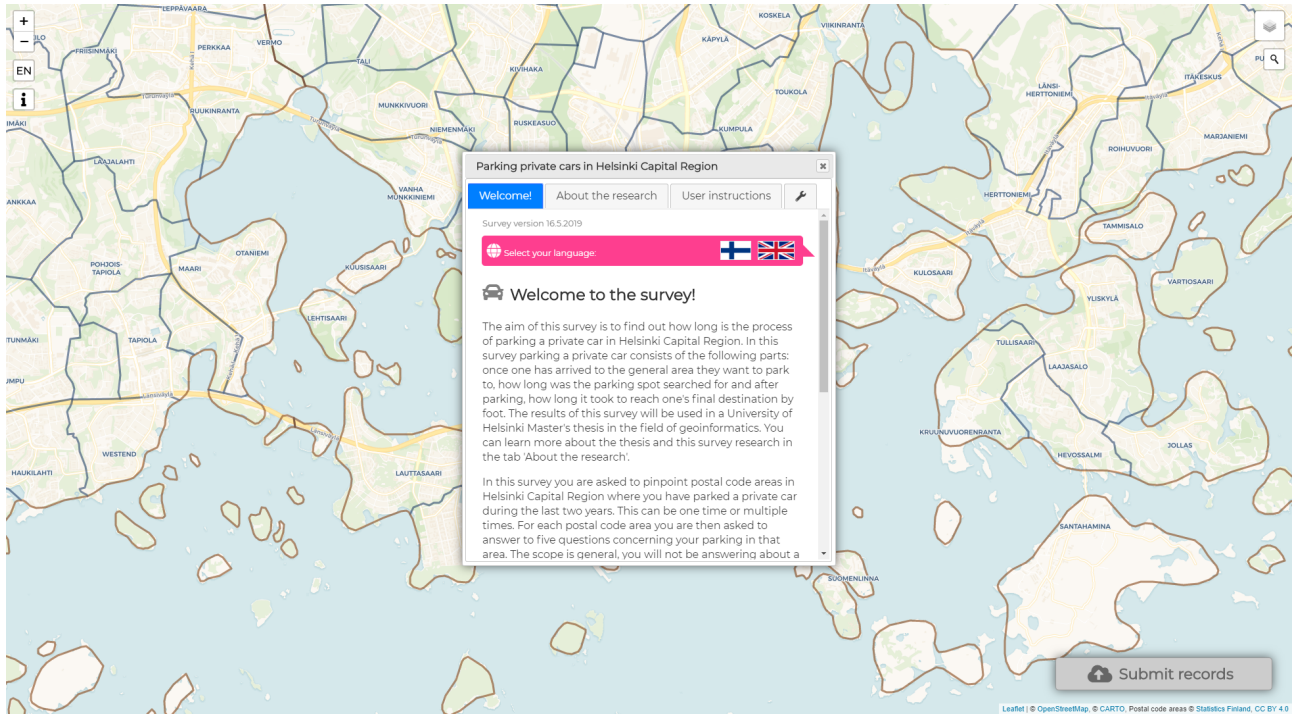 LEPPÄVAARA
KOSKELA
VIIKINRANTA
+
−
FRIISINMÄKI
PERKKAA
VERMO
TALI
KÄPYLÄ
EN
KIVIHAKA
ITÄKESKUS
LÄNSI-
HERTTONIEMI
TOUKOLA
i
MUNKKIVUORI
RUUKINRANTA
Turunväylä
RUSKEASUO
NIEMENMÄKI
KUMPULA
MARJANIEMI
ROIHUVUORI
LAAJALAHTI
VANHA
MUNKKINIEMI
HERTTONIEMI
TAMMISALO
OTANIEMI
POHJOIS-
TAPIOLA
MAARI
KUUSISAARI
KULOSAARI
VARTIOSAARI
YLISKYLÄ
LEHTISAARI
TAPIOLA
TULLISAARI
LAAJASALO
Länsiväylä
KRUUNUVUORENRANTA
WESTEND
HAUKILAHTI
LAUTTASAARI
HEVOSSALMI
JOLLAS
SANTAHAMINA
SUOMENLINNA
Parking private cars in Helsinki Capital Region
Welcome!
About the research
User instructions
Survey version 16.5.2019
Select your language:
Welcome to the survey!
The aim of this survey is to find out how long is the process
of parking a private car in Helsinki Capital Region. In this
survey parking a private car consists of the following parts:
once one has arrived to the general area they want to park
to, how long was the parking spot searched for and after
parking, how long it took to reach one's final destination by
foot. The results of this survey will be used in a University of
Helsinki Master's thesis in the field of geoinformatics. You
can learn more about the thesis and this survey research in
the tab 'About the research'.
In this survey you are asked to pinpoint postal code areas in
Helsinki Capital Region where you have parked a private car
during the last two years. This can be one time or multiple
times. For each postal code area you are then asked to
answer to five questions concerning your parking in that
area. The scope is general, you will not be answering about a
Submit records
Leaflet | © OpenStreetMap, © CARTO, Postal code areas © Statistics Finland, CC BY 4.0